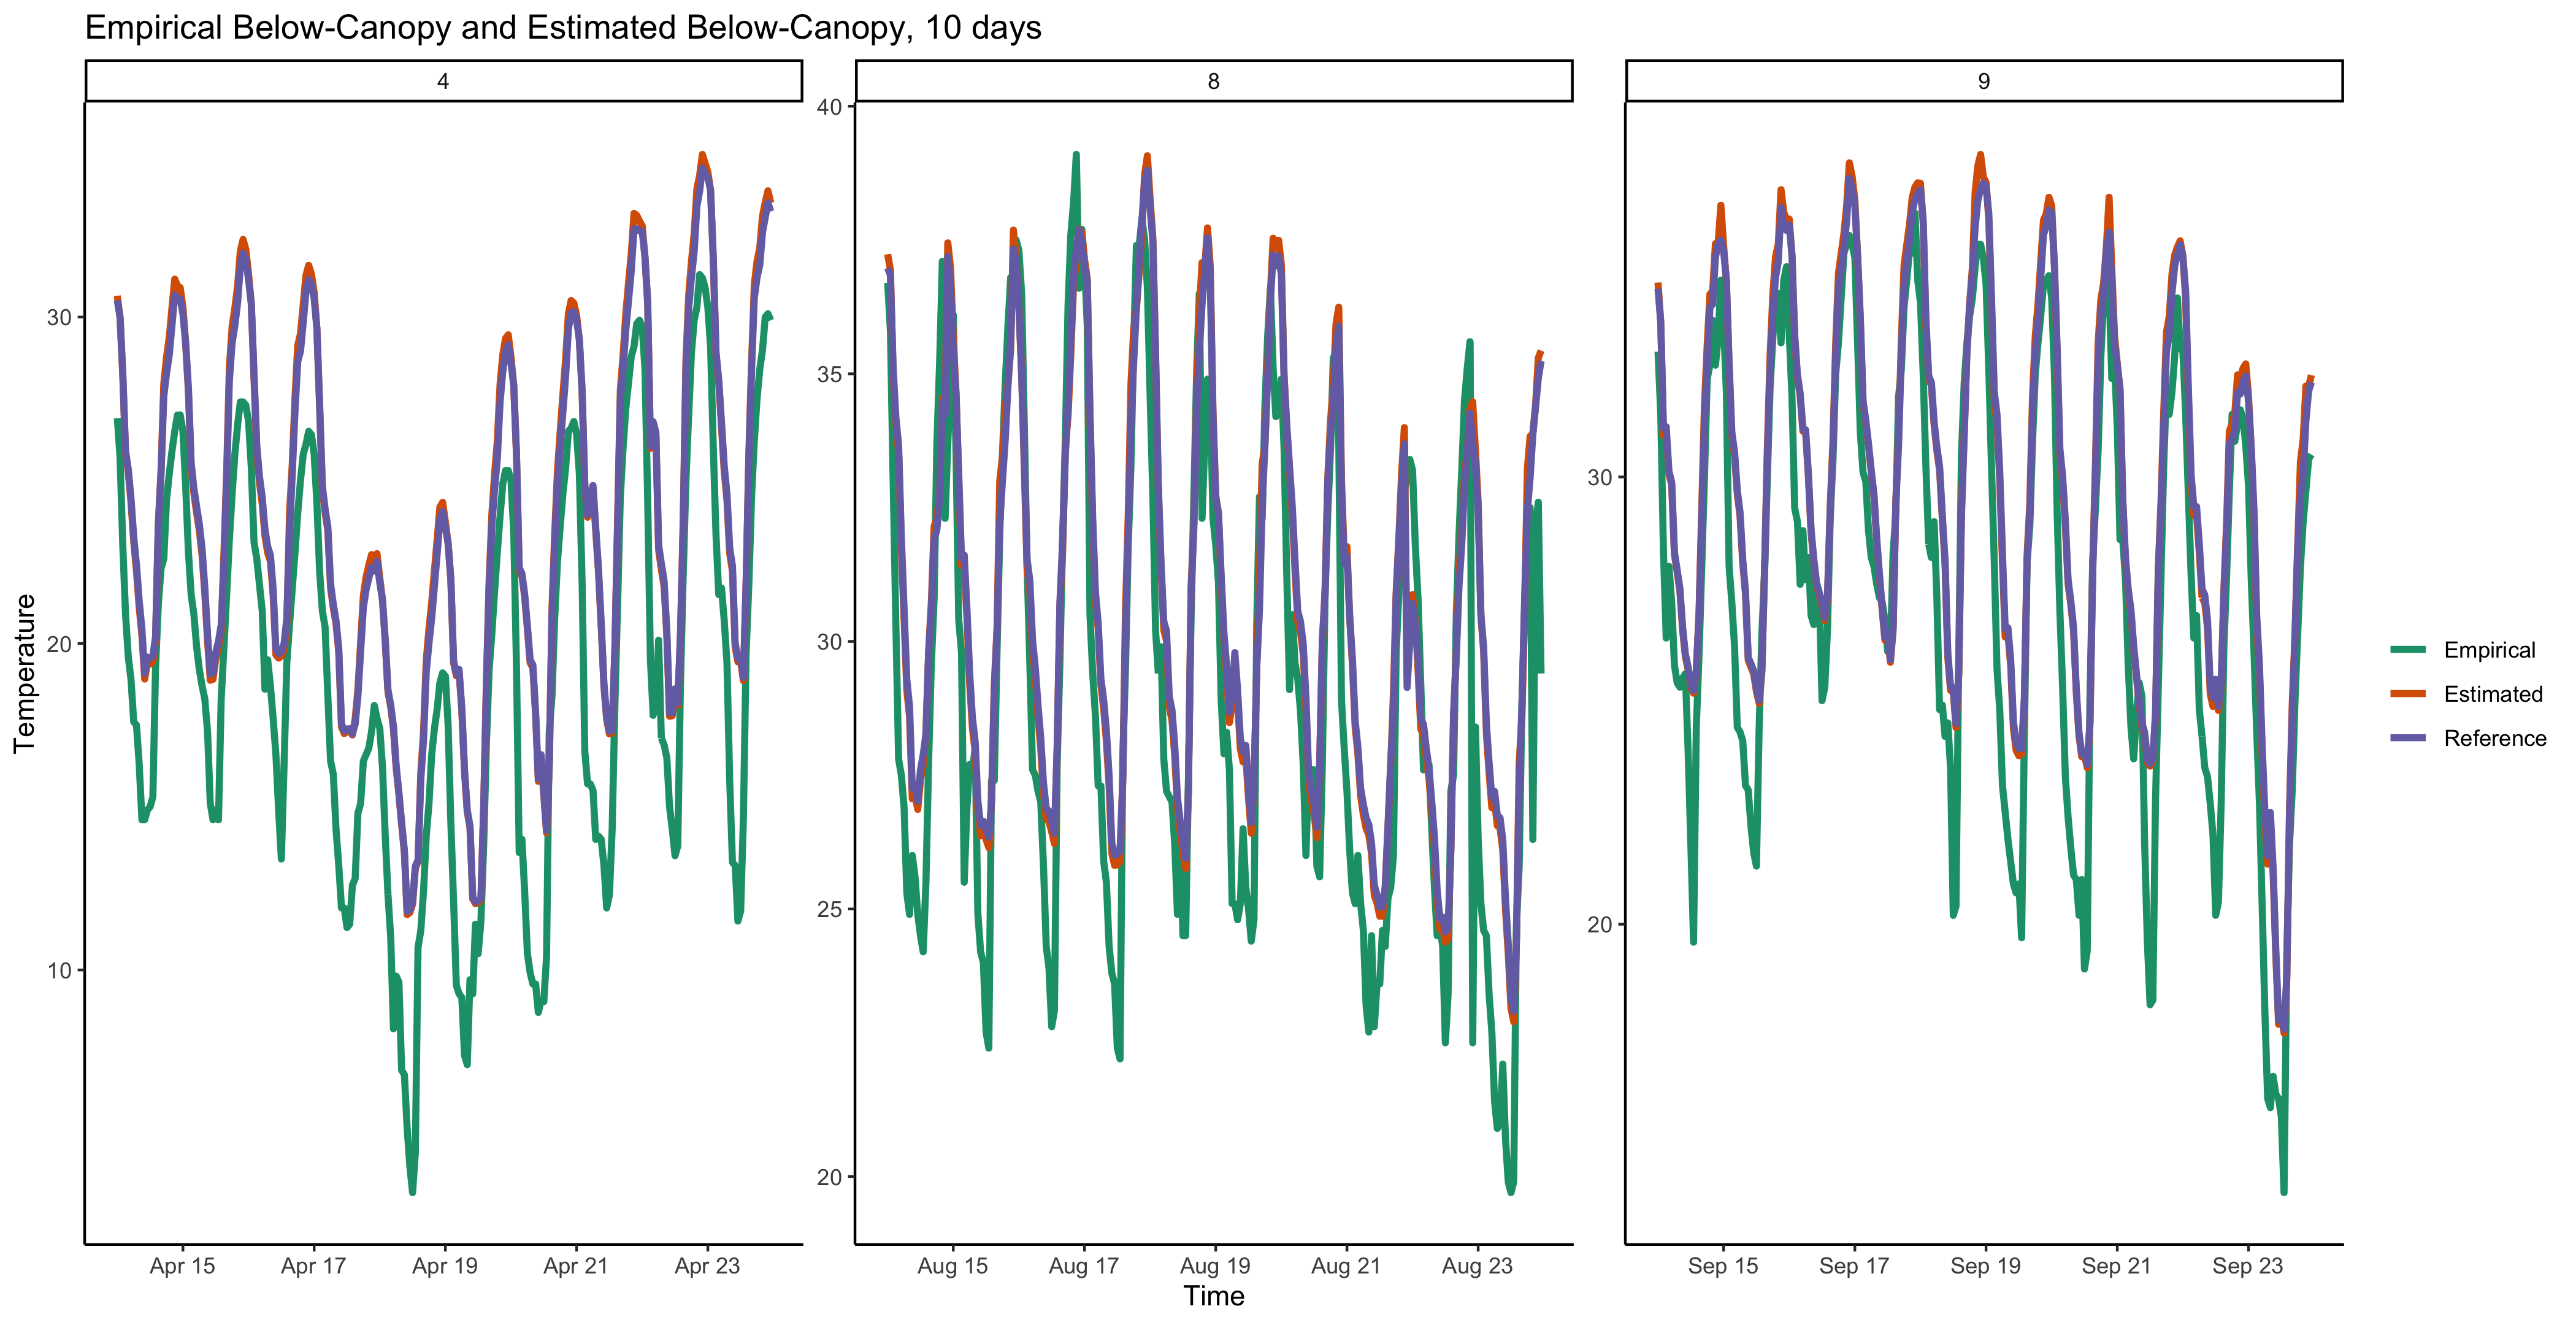 Empirical Below-Canopy and Estimated Below-Canopy, 10 days
4
8
9
Temperature
30
20
10
40
35
30
25
20
30
20
Apr 15
Apr 17
Apr 19
Apr 21
Apr 23
Aug 15
Aug 17
Aug 19
Aug 21
Aug 23
Sep 15
Sep 17
Sep 19
Sep 21
Sep 23
Time
Empirical
Estimated
Reference